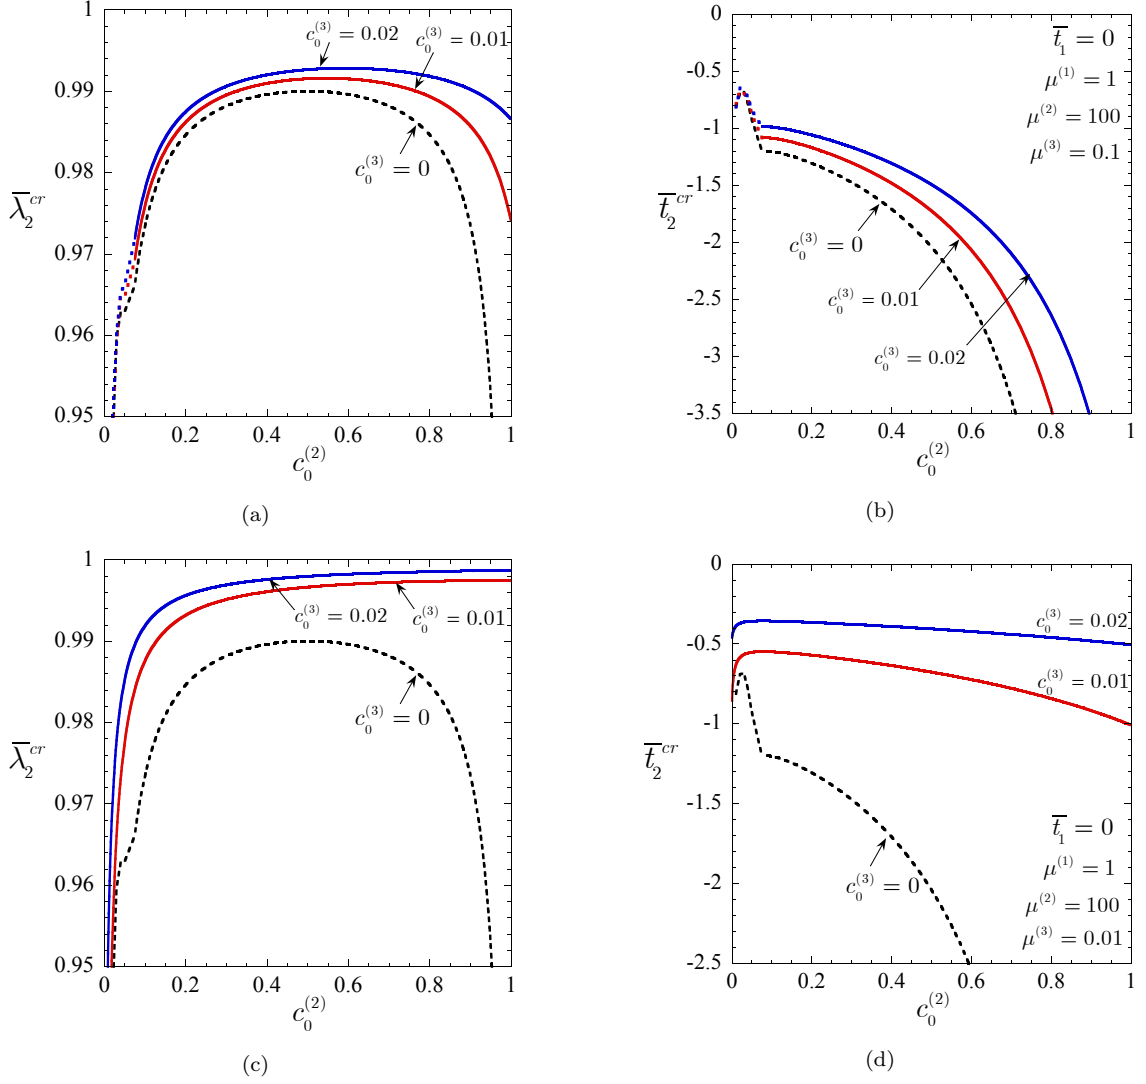 1
0.99
0.98
0.97
0.96
0.95
0 0.2 0.4 0.6 0.8 1
λ̅₂ᶜʳ
c₀⁽²⁾
c₀⁽³⁾ = 0.02
c₀⁽³⁾ = 0.01
c₀⁽³⁾ = 0
(a)
0
-0.5
-1
-1.5
-2
-2.5
-3
-3.5
0 0.2 0.4 0.6 0.8 1
t̅₂ᶜʳ
c₀⁽²⁾
t̅₁ = 0
μ⁽¹⁾ = 1
μ⁽²⁾ = 100
μ⁽³⁾ = 0.1
c₀⁽³⁾ = 0
c₀⁽³⁾ = 0.01
c₀⁽³⁾ = 0.02
(b)
1
0.99
0.98
0.97
0.96
0.95
0 0.2 0.4 0.6 0.8 1
λ̅₂ᶜʳ
c₀⁽²⁾
c₀⁽³⁾ = 0.02
c₀⁽³⁾ = 0.01
c₀⁽³⁾ = 0
(c)
0
-0.5
-1
-1.5
-2
-2.5
0 0.2 0.4 0.6 0.8 1
t̅₂ᶜʳ
c₀⁽²⁾
c₀⁽³⁾ = 0.02
c₀⁽³⁾ = 0.01
c₀⁽³⁾ = 0
t̅₁ = 0
μ⁽¹⁾ = 1
μ⁽²⁾ = 100
μ⁽³⁾ = 0.01
(d)